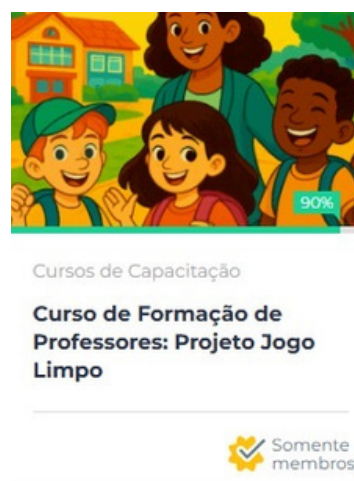 90%
Cursos de Capacitação
Curso de Formação de
Professores: Projeto Jogo
Limpo
Somente
membros